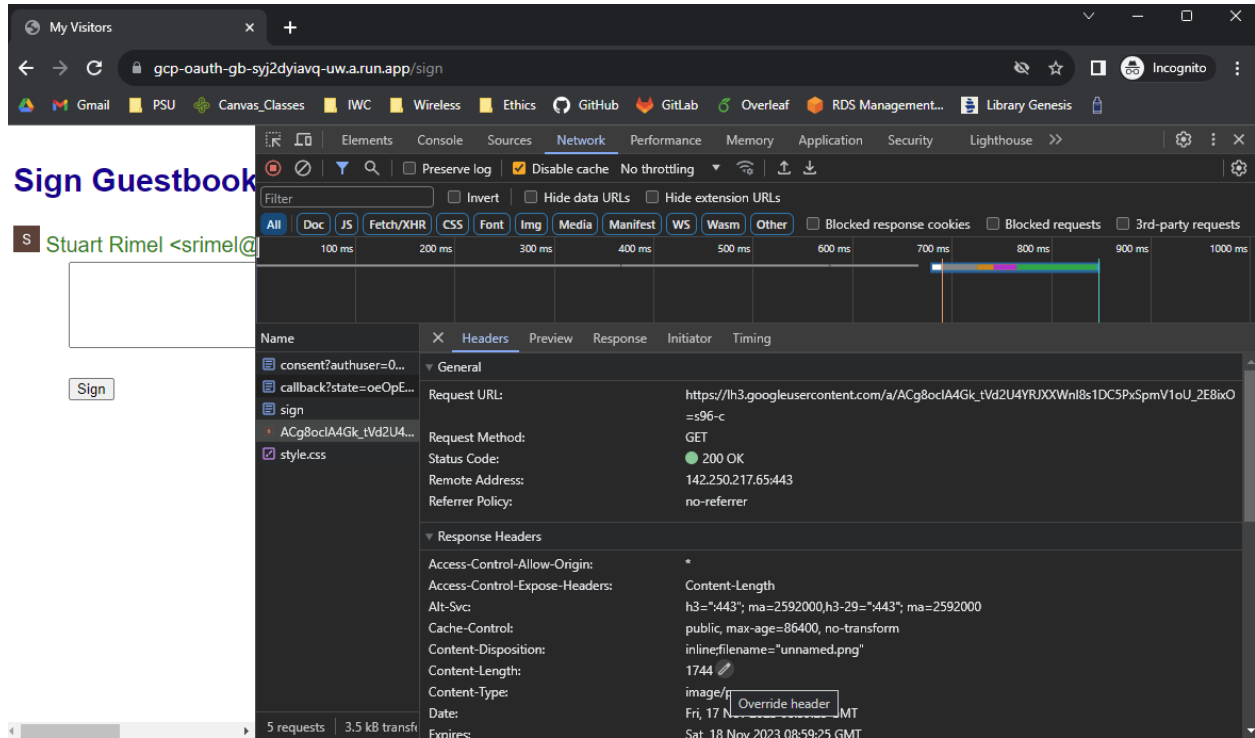 My Visitors
gcp-oauth-gb-syj2dyiavq-uw.a.run.app/sign
Incognito
Gmail PSU Canvas_Classes IWC Wireless Ethics GitHub GitLab Overleaf RDS Management... Library Genesis
Elements Console Sources Network Performance Memory Application Security Lighthouse
Preserve log Disable cache No throttling
Filter Invert Hide data URLs Hide extension URLs
All Doc JS Fetch/XHR CSS Font Img Media Manifest WS Wasm Other Blocked response cookies Blocked requests 3rd-party requests
100 ms 200 ms 300 ms 400 ms 500 ms 600 ms 700 ms 800 ms 900 ms 1000 ms
Sign Guestbook
S Stuart Rimel <srimel@
Sign
Name
consent?authuser=0...
callback?state=oeOpE...
sign
ACg8ocIA4Gk_tVd2U4...
style.css
5 requests 3.5 kB transfe
Headers Preview Response Initiator Timing
General
Request URL: https://lh3.googleusercontent.com/a/ACg8ocIA4Gk_tVd2U4YRJXXWnI8s1DC5PxSpmV1oU_2E8ixO
=s96-c
Request Method: GET
Status Code: 200 OK
Remote Address: 142.250.217.65:443
Referrer Policy: no-referrer
Response Headers
Access-Control-Allow-Origin: *
Access-Control-Expose-Headers: Content-Length
Alt-Svc: h3=":443"; ma=2592000,h3-29=":443"; ma=2592000
Cache-Control: public, max-age=86400, no-transform
Content-Disposition: inline;filename="unnamed.png"
Content-Length: 1744
Content-Type: image/p
Override header
Date: Fri, 17 N
Expires: Sat, 18 Nov 2023 08:59:25 GMT